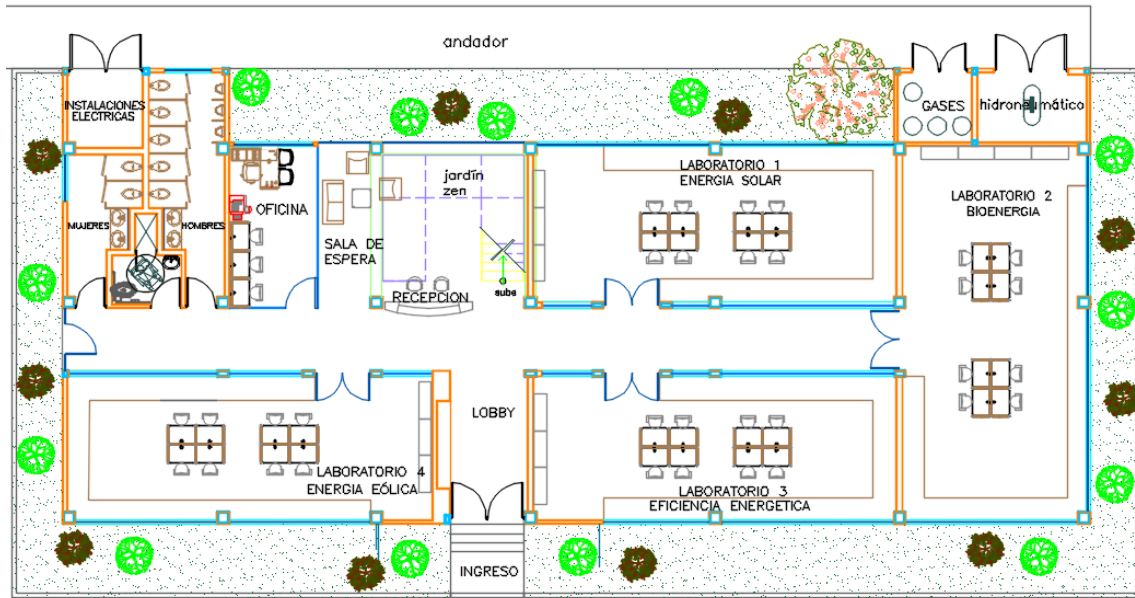 andador
INSTALACIONES
ELECTRICAS
GASES
hidroneumático
LABORATORIO 1
ENERGIA SOLAR
jardín
zen
LABORATORIO 2
BIOENERGIA
OFICINA
MUJERES
HOMBRES
SALA DE
ESPERA
RECEPCION
sube
LOBBY
LABORATORIO 4
ENERGIA EÓLICA
LABORATORIO 3
EFICIENCIA ENERGETICA
INGRESO